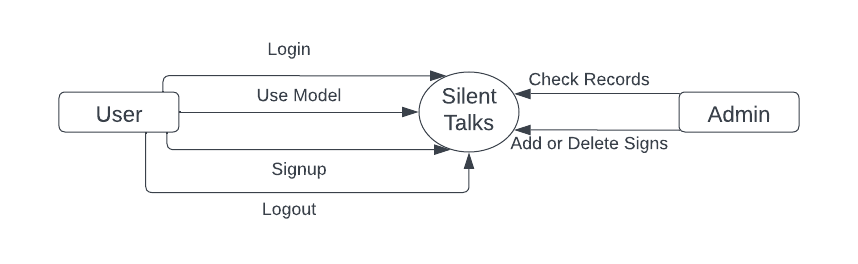 Login
Check Records
Use Model
Silent
Talks
User
Admin
Add or Delete Signs
Signup
Logout